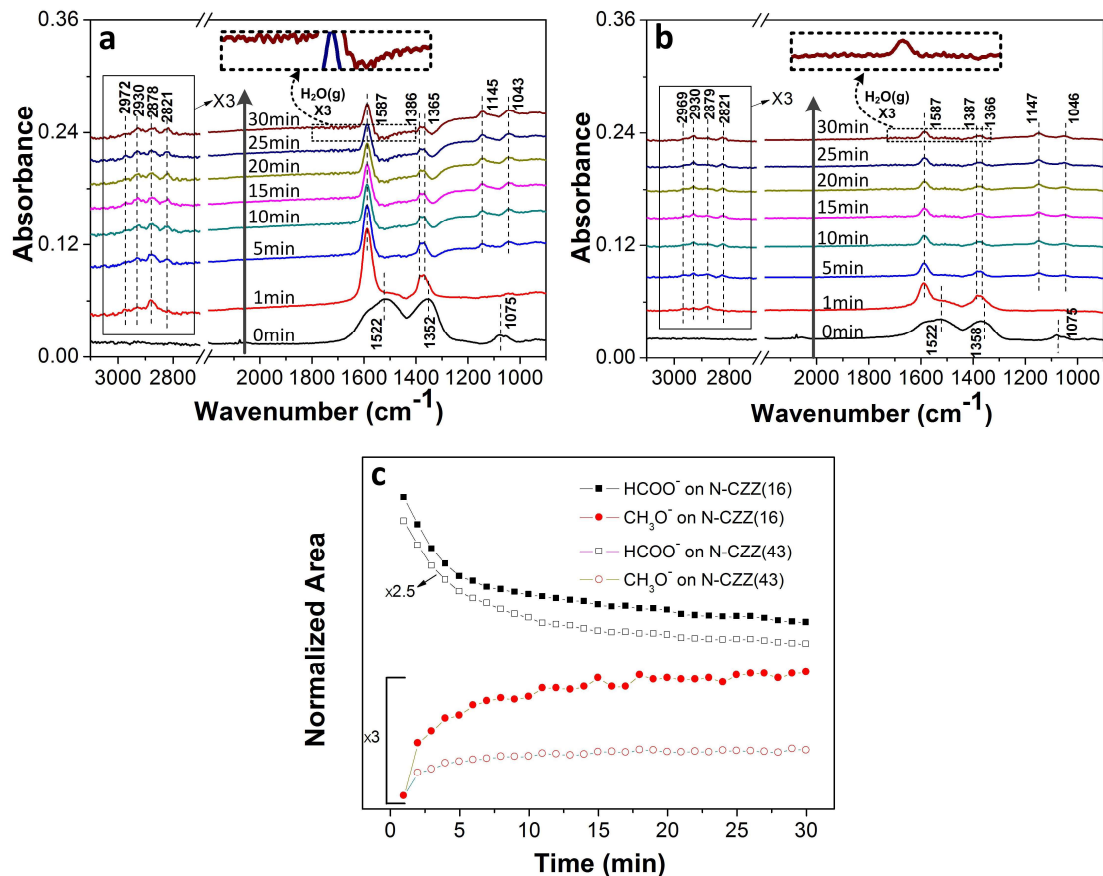 a
0.36
0.24
0.12
0.00
Absorbance
2972
2930
2878
2821
X3
H₂O(g)
X3
1587
1386
1365
1145
1043
30min
25min
20min
15min
10min
5min
1min
0min
1522
1352
1075
3000 2800 2000 1800 1600 1400 1200 1000
Wavenumber (cm⁻¹)
b
0.36
0.24
0.12
0.00
Absorbance
2969
2930
2879
2821
X3
H₂O(g)
X3
1587
1387
1366
1147
1046
30min
25min
20min
15min
10min
5min
1min
0min
1522
1358
1075
3000 2800 2000 1800 1600 1400 1200 1000
Wavenumber (cm⁻¹)
c
HCOO⁻ on N-CZZ(16)
CH₃O⁻ on N-CZZ(16)
HCOO⁻ on N-CZZ(43)
CH₃O⁻ on N-CZZ(43)
x2.5
x3
Normalized Area
0 5 10 15 20 25 30
Time (min)